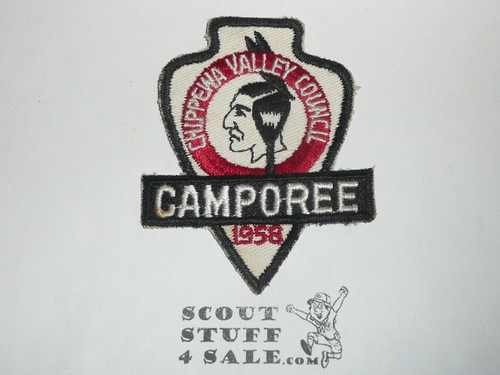 CHIPPEWA VALLEY COUNCIL
CAMPOREE
1958
SCOUT
STUFF
4 SALE.COM